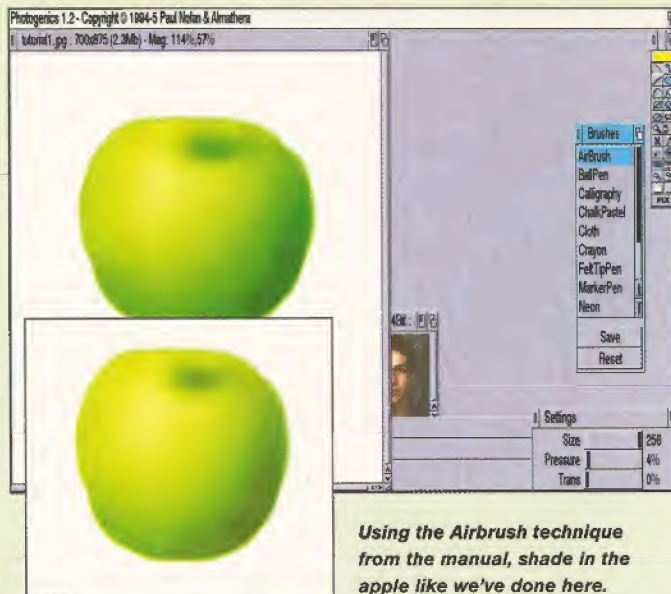 Photogenics 1.2 - Copyright © 1994-5 Paul Nolan & Almathera
tutorial1.jpg : 700x875 (2.3Mb) - Mag: 114%,57%
Brushes
AirBrush
BallPen
Calligraphy
ChalkPastel
Cloth
Crayon
FeltTipPen
MarkerPen
Neon
Save
Reset
FIX
Settings
Size 256
Pressure 4%
Trans 0%
Using the Airbrush technique
from the manual, shade in the
apple like we've done here.